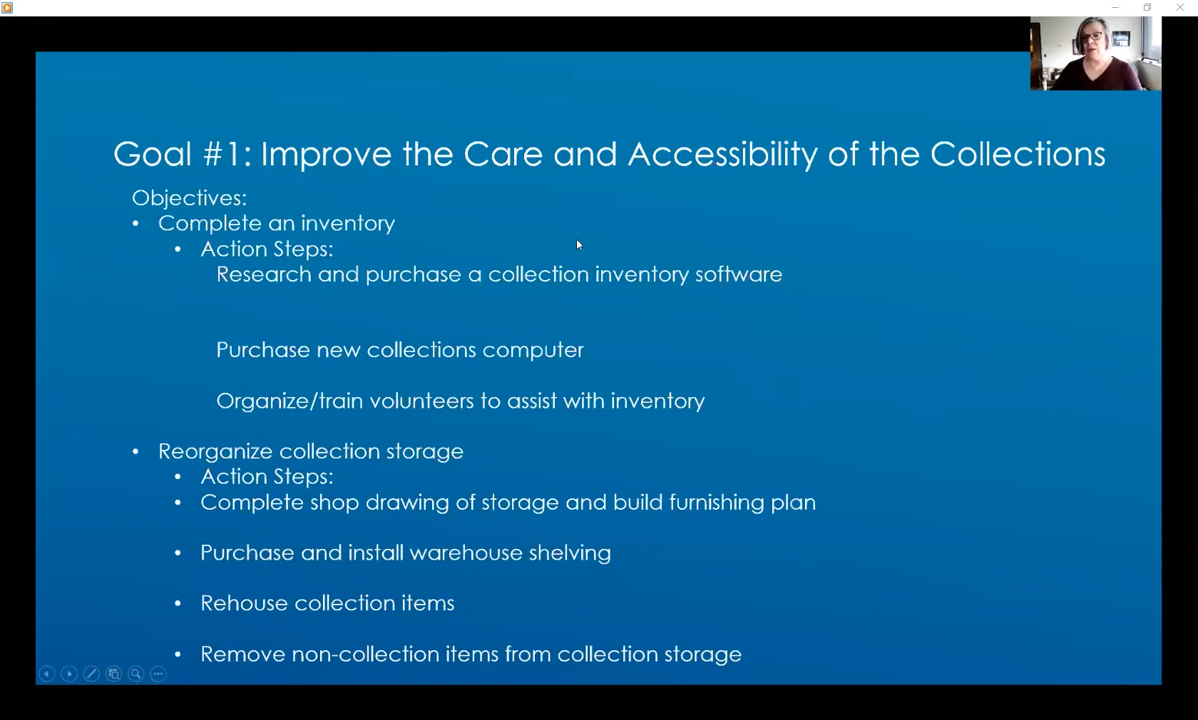 Goal #1: Improve the Care and Accessibility of the Collections
Objectives:
• Complete an inventory
• Action Steps:
Research and purchase a collection inventory software
Purchase new collections computer
Organize/train volunteers to assist with inventory
• Reorganize collection storage
• Action Steps:
• Complete shop drawing of storage and build furnishing plan
• Purchase and install warehouse shelving
• Rehouse collection items
• Remove non-collection items from collection storage